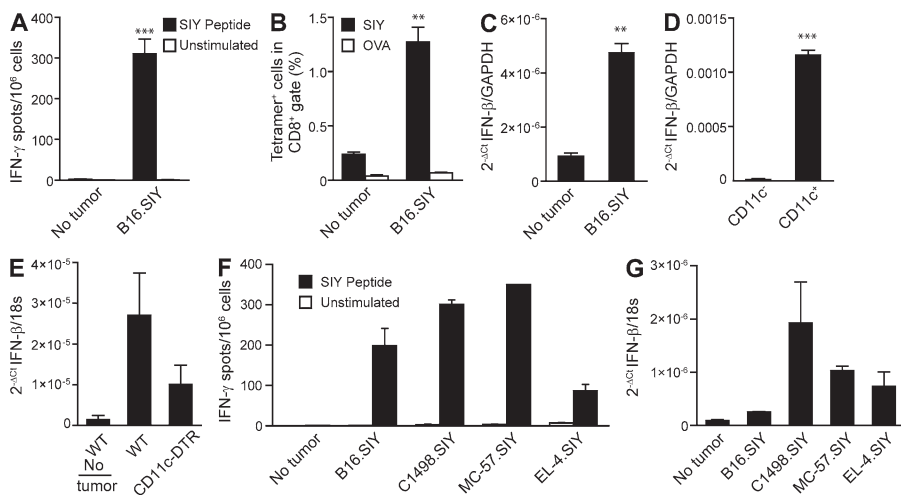 A
IFN-γ spots/10⁶ cells
400
300
200
100
0
***
SIY Peptide
Unstimulated
No tumor
B16.SIY
B
Tetramer⁺ cells in
CD8⁺ gate (%)
1.5
1.0
0.5
0.0
**
SIY
OVA
No tumor
B16.SIY
C
2^-ΔCt IFN-β/GAPDH
6×10⁻⁶
4×10⁻⁶
2×10⁻⁶
0
**
No tumor
B16.SIY
D
2^-ΔCt IFN-β/GAPDH
0.0015
0.0010
0.0005
0
***
CD11c⁻
CD11c⁺
E
2^-ΔCt IFN-β/18s
4×10⁻⁵
3×10⁻⁵
2×10⁻⁵
1×10⁻⁵
0
WT
No
tumor
WT
CD11c-DTR
F
IFN-γ spots/10⁶ cells
400
300
200
100
0
SIY Peptide
Unstimulated
No tumor
B16.SIY
C1498.SIY
MC-57.SIY
EL-4.SIY
G
2^-ΔCt IFN-β/18s
3×10⁻⁶
2×10⁻⁶
1×10⁻⁶
0
No tumor
B16.SIY
C1498.SIY
MC-57.SIY
EL-4.SIY